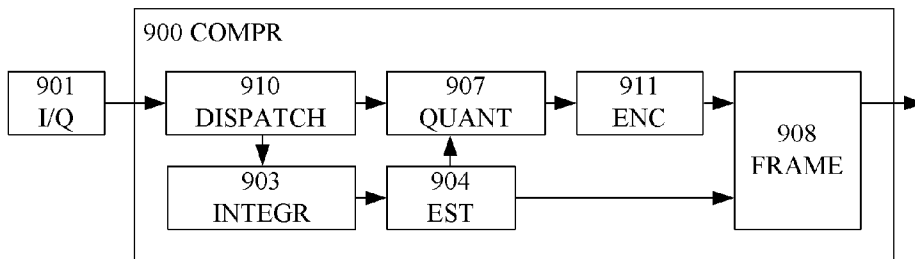 900 COMPR
901
I/Q
910
DISPATCH
907
QUANT
911
ENC
908
FRAME
903
INTEGR
904
EST